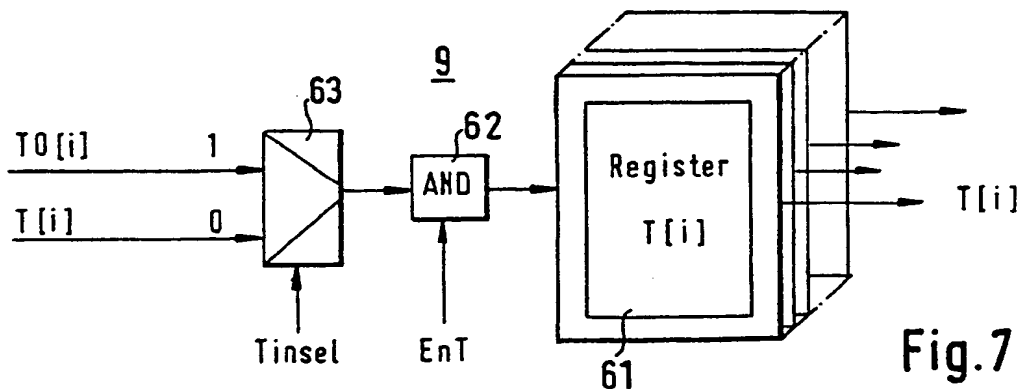 9
63
62
T0[i] 1
AND
Register
T[i]
T[i] 0
T[i]
Tinsel
EnT
61
Fig.7